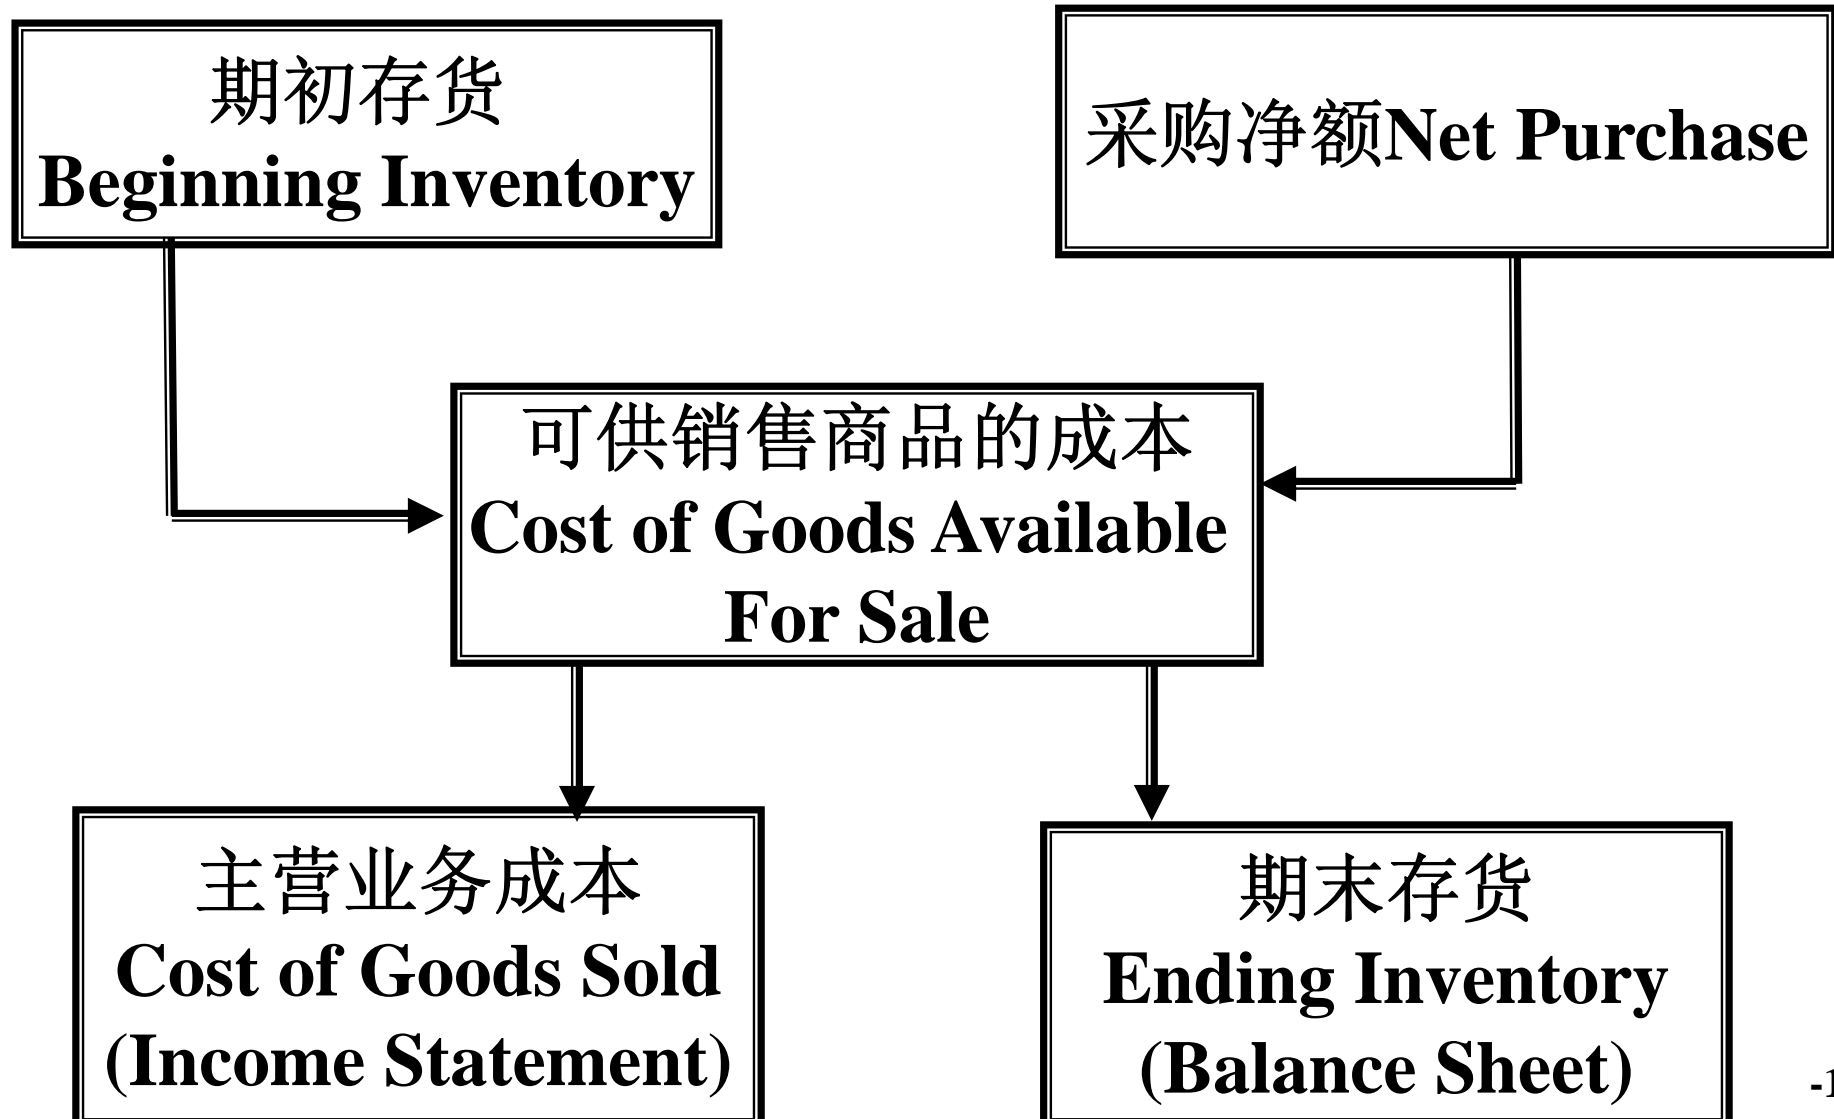 期初存货
Beginning Inventory
采购净额Net Purchase
可供销售商品的成本
Cost of Goods Available
For Sale
主营业务成本
Cost of Goods Sold
(Income Statement)
期末存货
Ending Inventory
(Balance Sheet)
-1